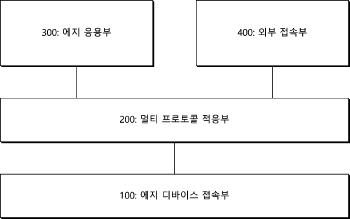 300: 에지 응용부
400: 외부 접속부
200: 멀티 프로토콜 적응부
100: 에지 디바이스 접속부